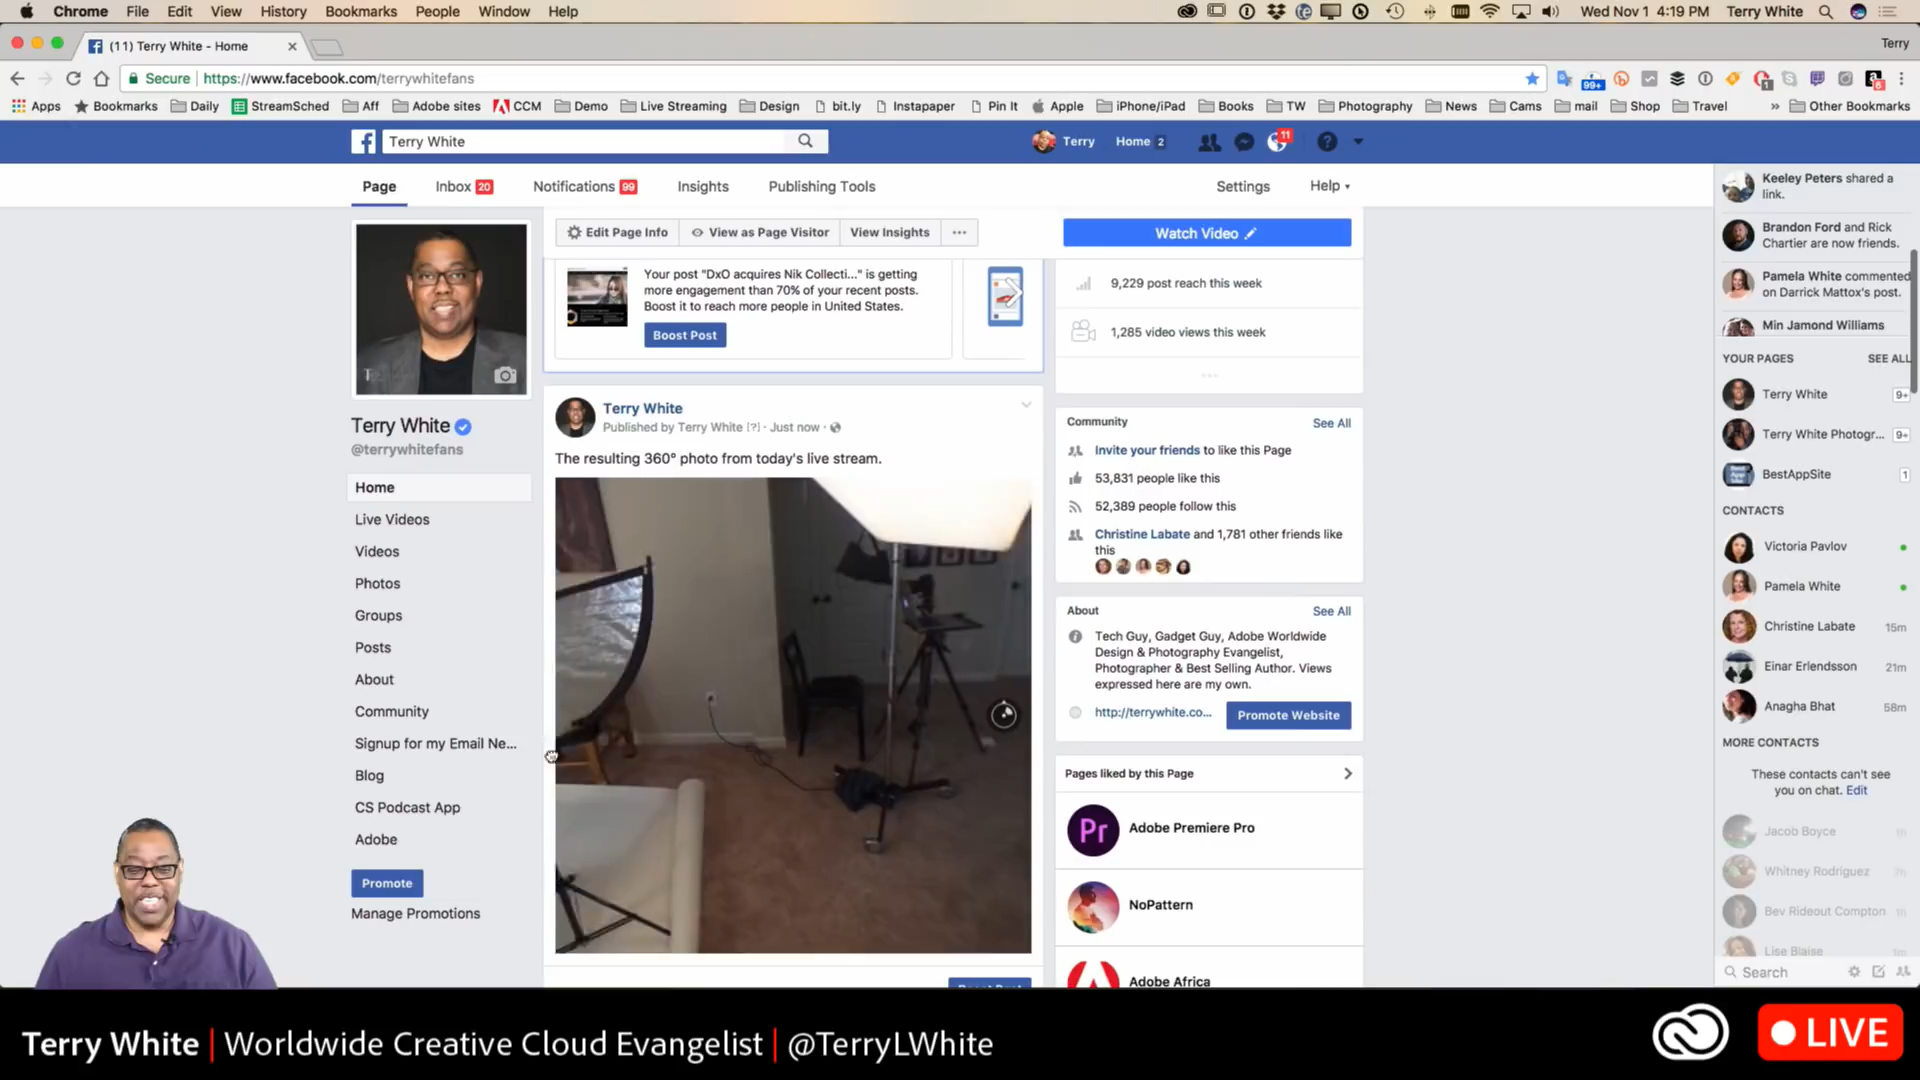 Chrome File Edit View History Bookmarks People Window Help
Wed Nov 1 4:19 PM Terry White
(11) Terry White - Home
Terry
Secure https://www.facebook.com/terrywhitefans
99+
Apps Bookmarks Daily StreamSched Aff Adobe sites CCM Demo Live Streaming Design bit.ly Instapaper Pin It Apple iPhone/iPad Books TW Photography News Cams mail Shop Travel » Other Bookmarks
Terry White
Terry
Home 2
11
Page
Inbox 20
Notifications 99
Insights
Publishing Tools
Settings
Help
Edit Page Info
View as Page Visitor
View Insights
Watch Video
Your post "DxO acquires Nik Collecti..." is getting
more engagement than 70% of your recent posts.
Boost it to reach more people in United States.
Boost Post
9,229 post reach this week
1,285 video views this week
Terry White
@terrywhitefans
Home
Live Videos
Videos
Photos
Groups
Posts
About
Community
Signup for my Email Ne...
Blog
CS Podcast App
Adobe
Promote
Manage Promotions
Terry White
Published by Terry White [?] · Just now ·
The resulting 360° photo from today's live stream.
Community
See All
Invite your friends to like this Page
53,831 people like this
52,389 people follow this
Christine Labate and 1,781 other friends like
this
About
See All
Tech Guy, Gadget Guy, Adobe Worldwide
Design & Photography Evangelist,
Photographer & Best Selling Author. Views
expressed here are my own.
http://terrywhite.co...
Promote Website
Pages liked by this Page
Pr
Adobe Premiere Pro
NoPattern
Adobe Africa
Keeley Peters shared a
link.
Brandon Ford and Rick
Chartier are now friends.
Pamela White commented
on Darrick Mattox's post.
Min Jamond Williams
YOUR PAGES
SEE ALL
Terry White 9+
Terry White Photogr... 9+
BestAppSite 1
CONTACTS
Victoria Pavlov
Pamela White
Christine Labate 15m
Einar Erlendsson 21m
Anagha Bhat 58m
MORE CONTACTS
These contacts can't see
you on chat. Edit
Jacob Boyce
Whitney Rodriguez
Bev Rideout Compton
Lise Blaise
Search
Terry White | Worldwide Creative Cloud Evangelist | @TerryLWhite
LIVE